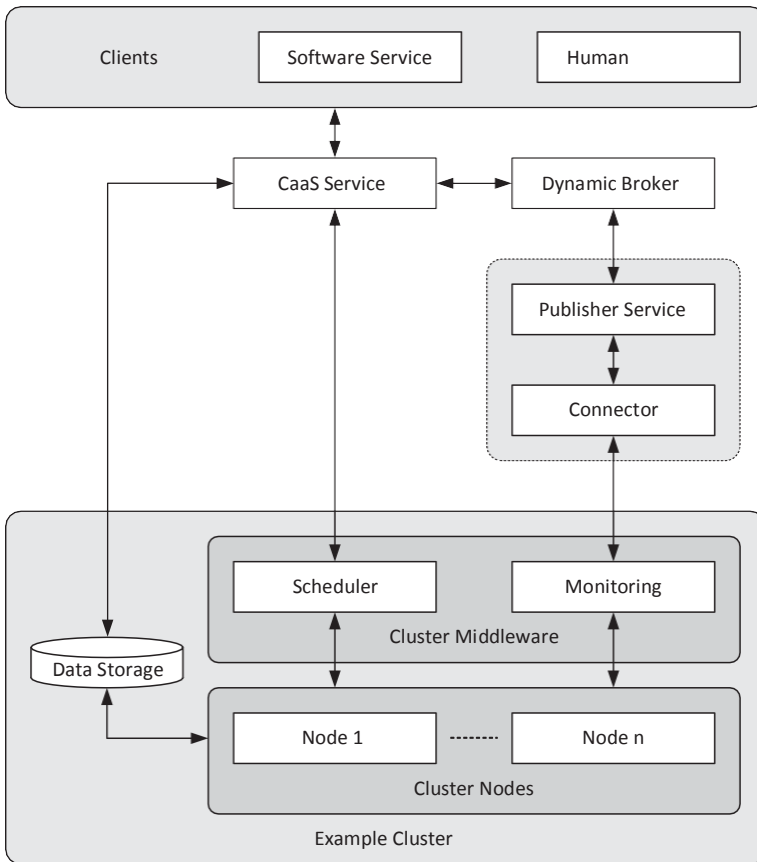 Clients
Software Service
Human
CaaS Service
Dynamic Broker
Publisher Service
Connector
Scheduler
Monitoring
Cluster Middleware
Data Storage
Node 1
Node n
Cluster Nodes
Example Cluster